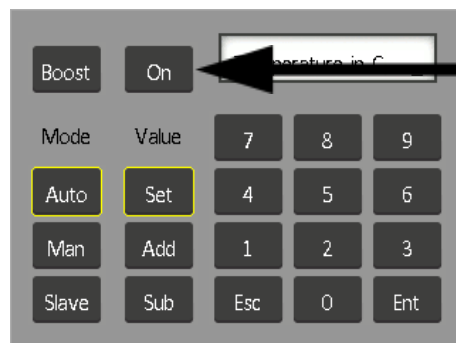 Boost On in C _
Mode Value 7 8 9
Auto Set 4 5 6
Man Add 1 2 3
Slave Sub Esc 0 Ent